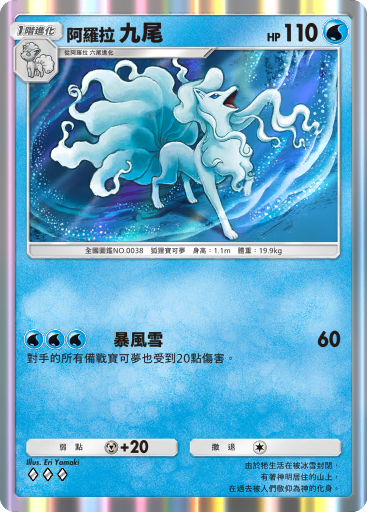 1階進化 阿羅拉 九尾 HP 110
從阿羅拉 六尾進化
全國圖鑑NO.0038 狐狸寶可夢 身高：1.1m 體重：19.9kg
暴風雪 60
對手的所有備戰寶可夢也受到20點傷害。
弱點 +20 撤退
Illus. Eri Yamaki
由於牠生活在被冰雪封閉，
有著神明居住的山上，
在過去被人們敬仰為神的化身。